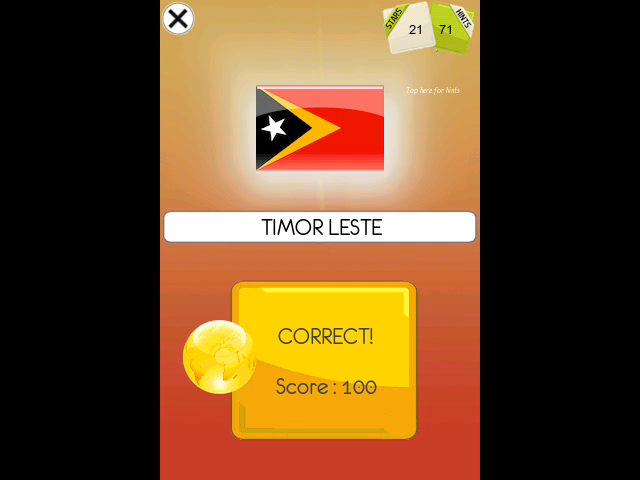 STARS
21
71
HINTS
Tap here for hints
TIMOR LESTE
CORRECT!
Score : 100